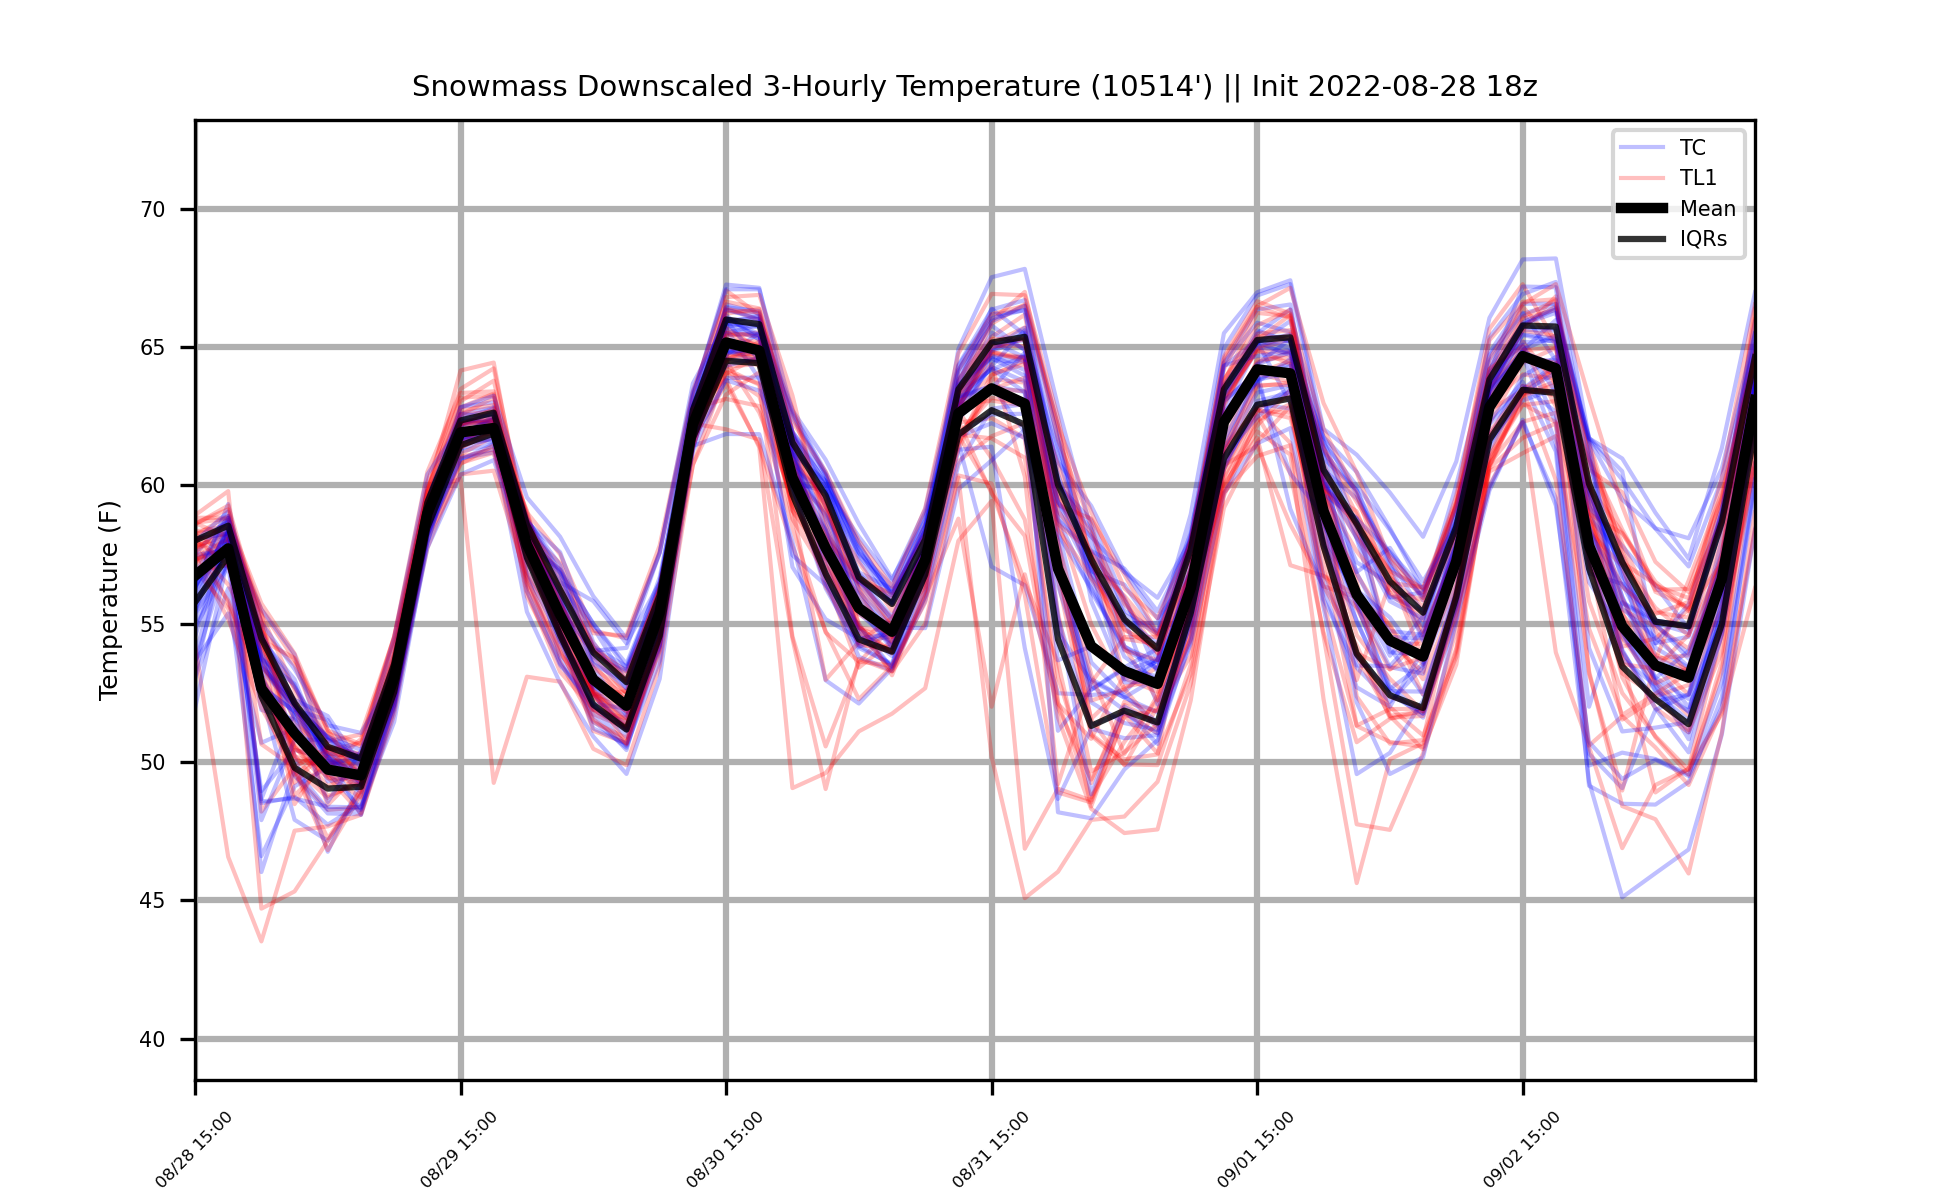 Snowmass Downscaled 3-Hourly Temperature (10514') || Init 2022-08-28 18z
TC
TL1
Mean
IQRs
Temperature (F)
70
65
60
55
50
45
40
08/28 15:00
08/29 15:00
08/30 15:00
08/31 15:00
09/01 15:00
09/02 15:00